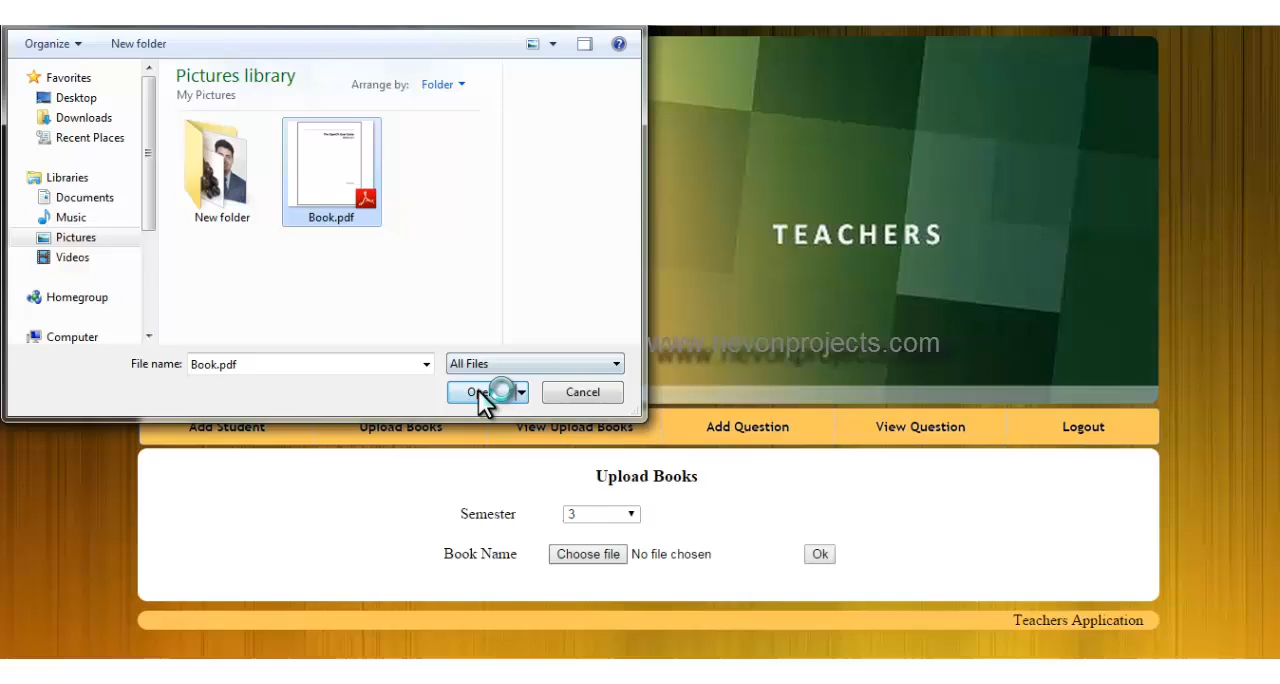 Organize
New folder
Favorites
Desktop
Downloads
Recent Places
Libraries
Documents
Music
Pictures
Videos
Homegroup
Computer
Pictures library
My Pictures
Arrange by: Folder
New folder
Book.pdf
File name: Book.pdf
All Files
Cancel
TEACHERS
www.nevonprojects.com
Add Student
Upload Books
View Upload Books
Add Question
View Question
Logout
Upload Books
Semester 3
Book Name Choose file No file chosen Ok
Teachers Application